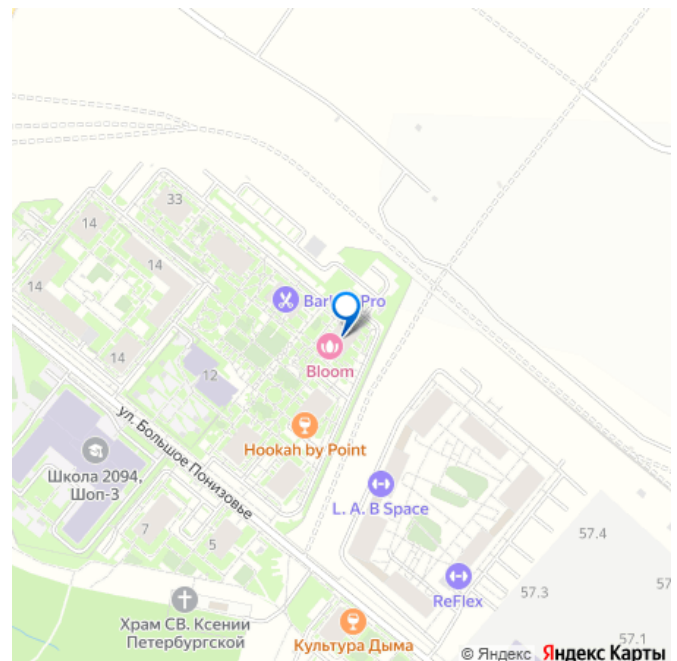 33
14
14
14
Bar
Pro
14
12
Bloom
ул. Большое Понизовье
Hookah by Point
Школа 2094,
Шоп-3
L. A. B Space
7
5
57.4
57.3
57
ReFlex
Храм СВ. Ксении
Петербургской
Культура Дыма
57.1
© Яндекс Яндекс Карты